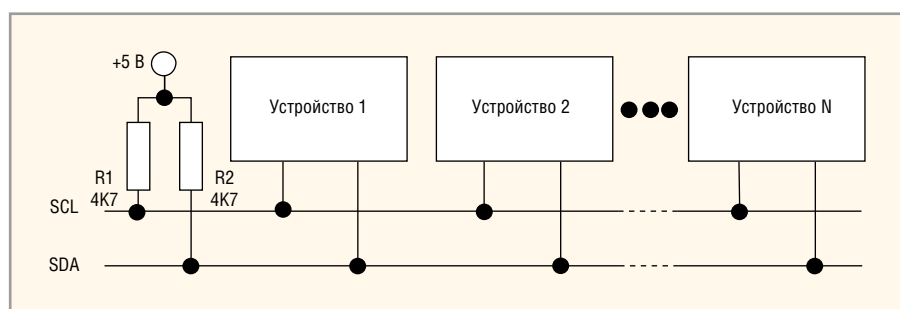 +5 В
Устройство 1
Устройство 2
Устройство N
R1
4K7
R2
4K7
SCL
SDA